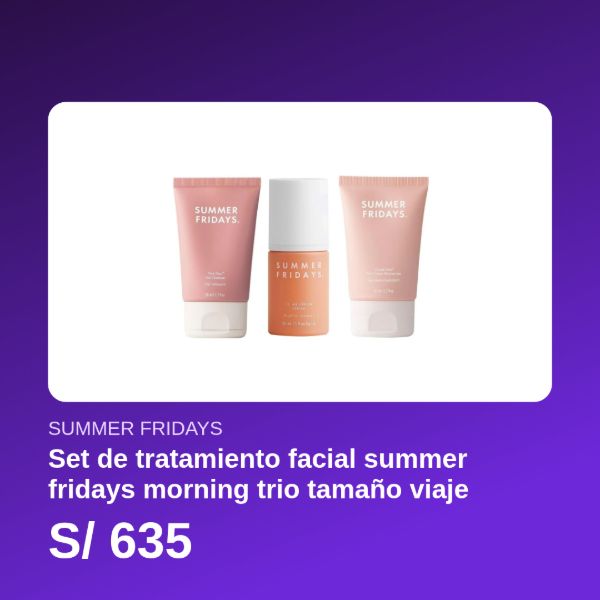 SUMMER
FRIDAYS.
SUMMER
FRIDAYS.
SUMMER
FRIDAYS.
SUMMER FRIDAYS
Set de tratamiento facial summer
fridays morning trio tamaño viaje
S/ 635